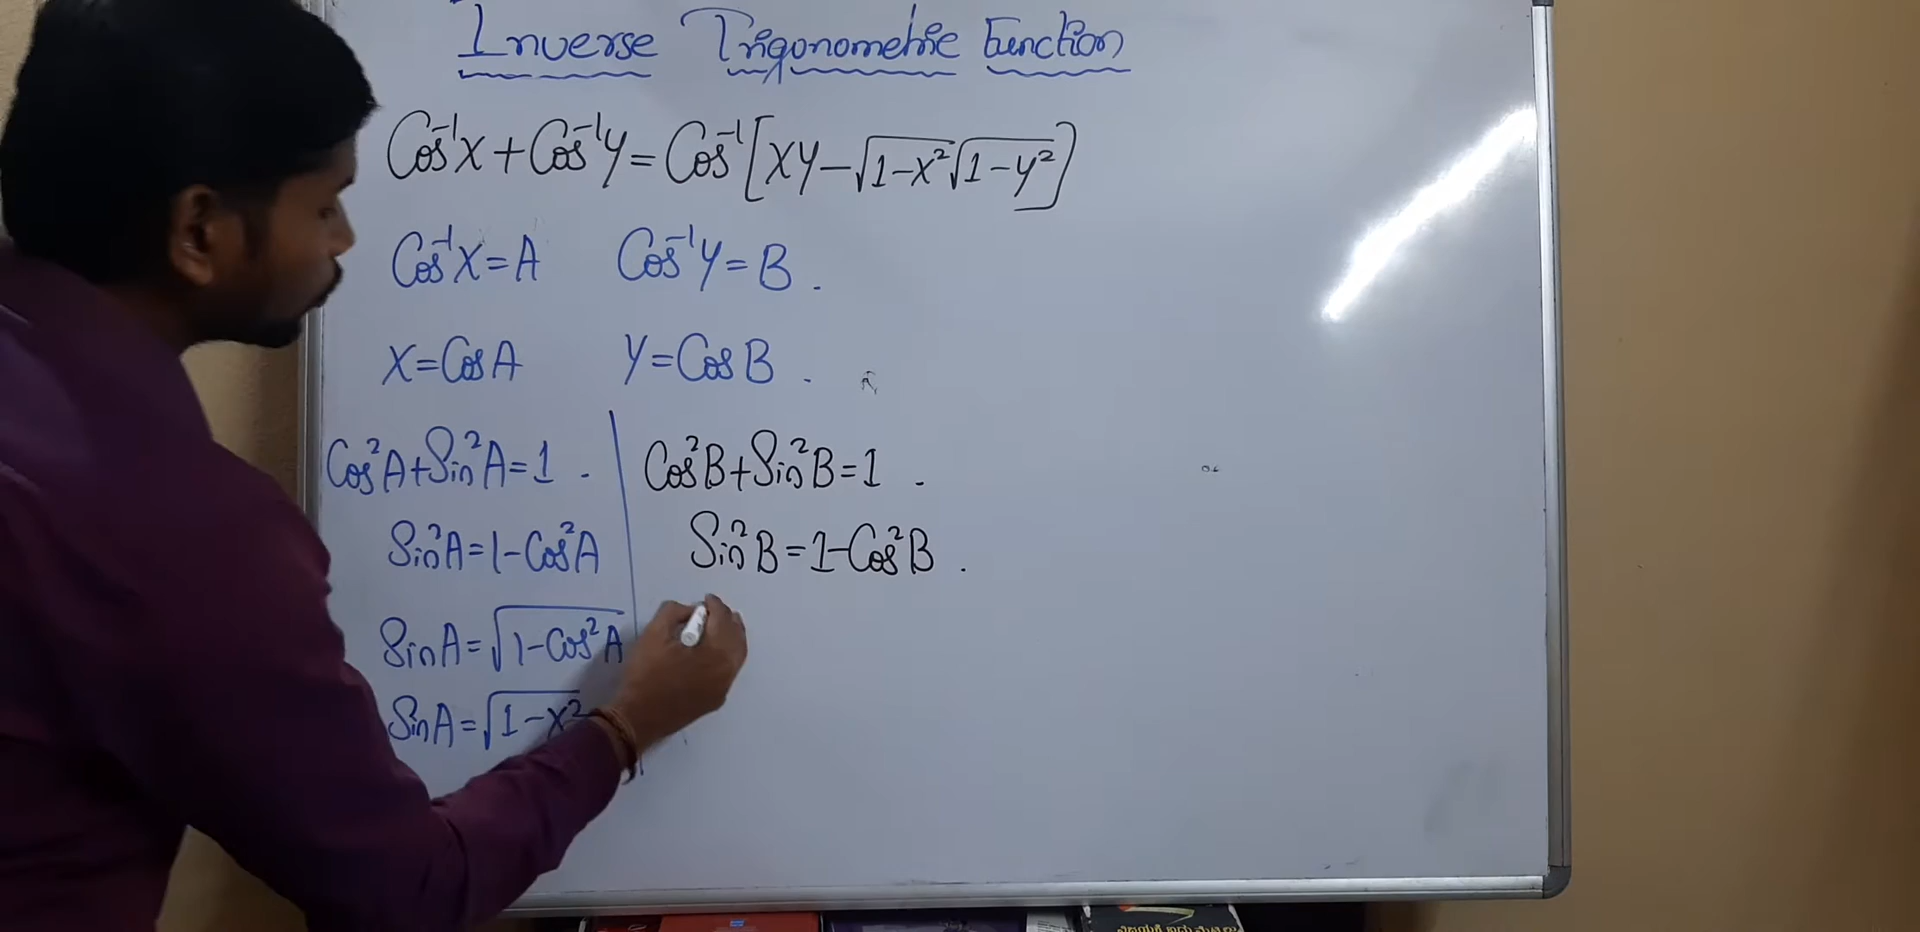 Inverse Trigonometric Function
Cos⁻¹x + Cos⁻¹y = Cos⁻¹[xy − √1−x² √1−y²]
Cos⁻¹x = A    Cos⁻¹y = B .
x = Cos A    y = Cos B .
Cos²A + Sin²A = 1 .    Cos²B + Sin²B = 1 .
Sin²A = 1 − Cos²A    Sin²B = 1 − Cos²B .
Sin A = √1 − Cos²A
Sin A = √1 − x²